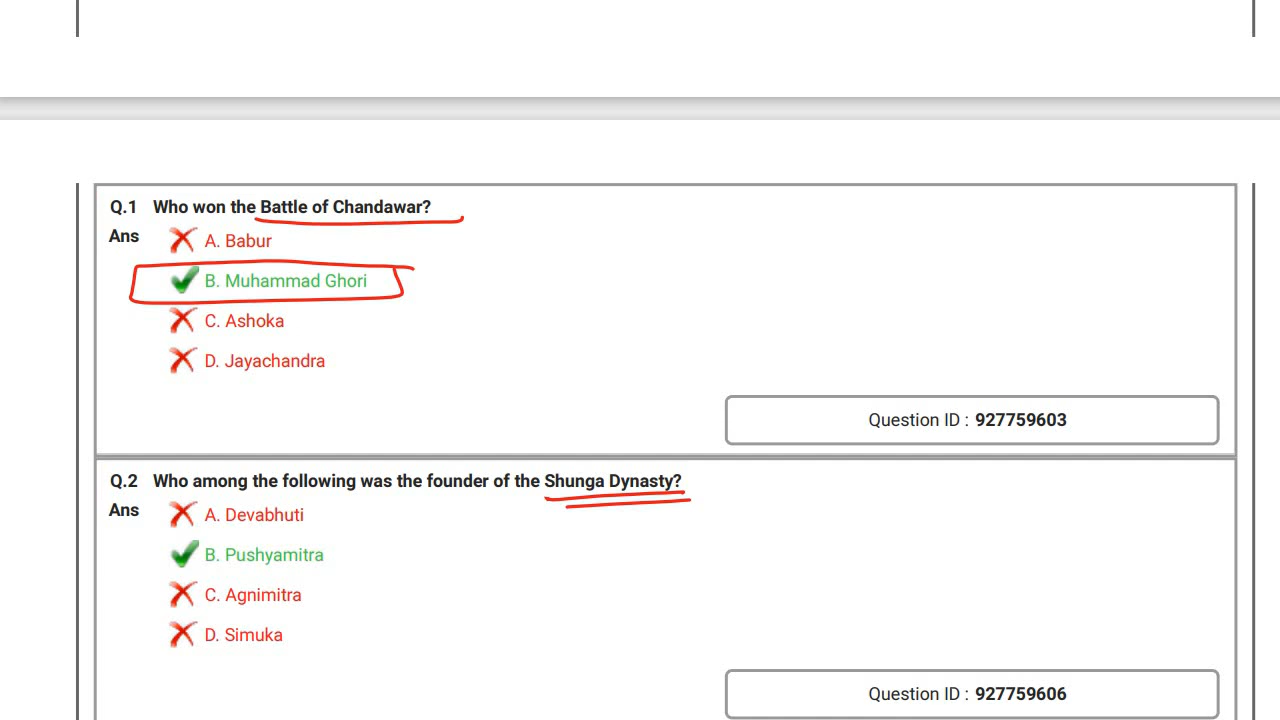 Q.1 Who won the Battle of Chandawar?
Ans A. Babur
B. Muhammad Ghori
C. Ashoka
D. Jayachandra
Question ID : 927759603
Q.2 Who among the following was the founder of the Shunga Dynasty?
Ans A. Devabhuti
B. Pushyamitra
C. Agnimitra
D. Simuka
Question ID : 927759606